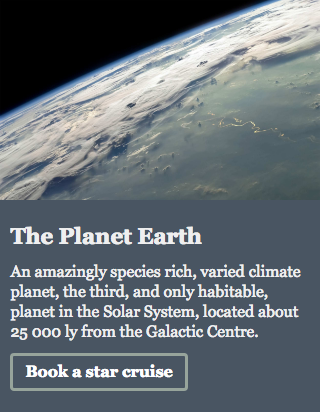 The Planet Earth
An amazingly species rich, varied climate
planet, the third, and only habitable,
planet in the Solar System, located about
25 000 ly from the Galactic Centre.
Book a star cruise